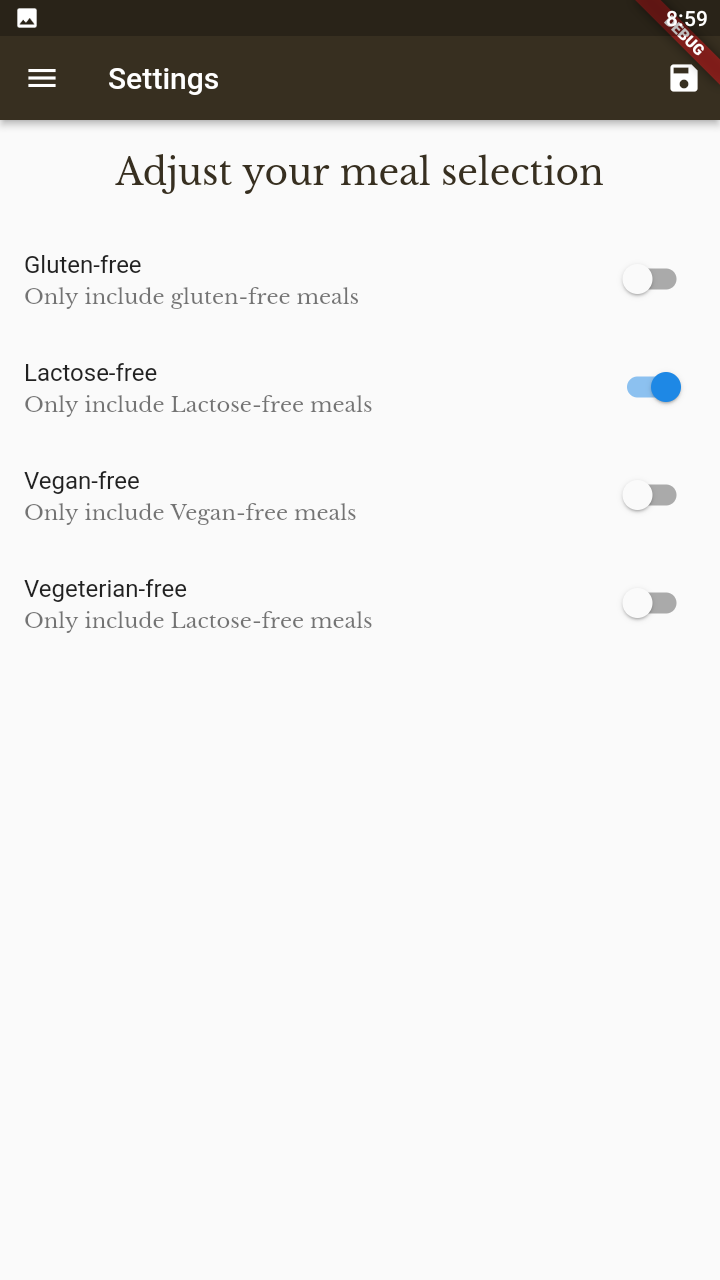 8:59
DEBUG
Settings
Adjust your meal selection
Gluten-free
Only include gluten-free meals
Lactose-free
Only include Lactose-free meals
Vegan-free
Only include Vegan-free meals
Vegeterian-free
Only include Lactose-free meals